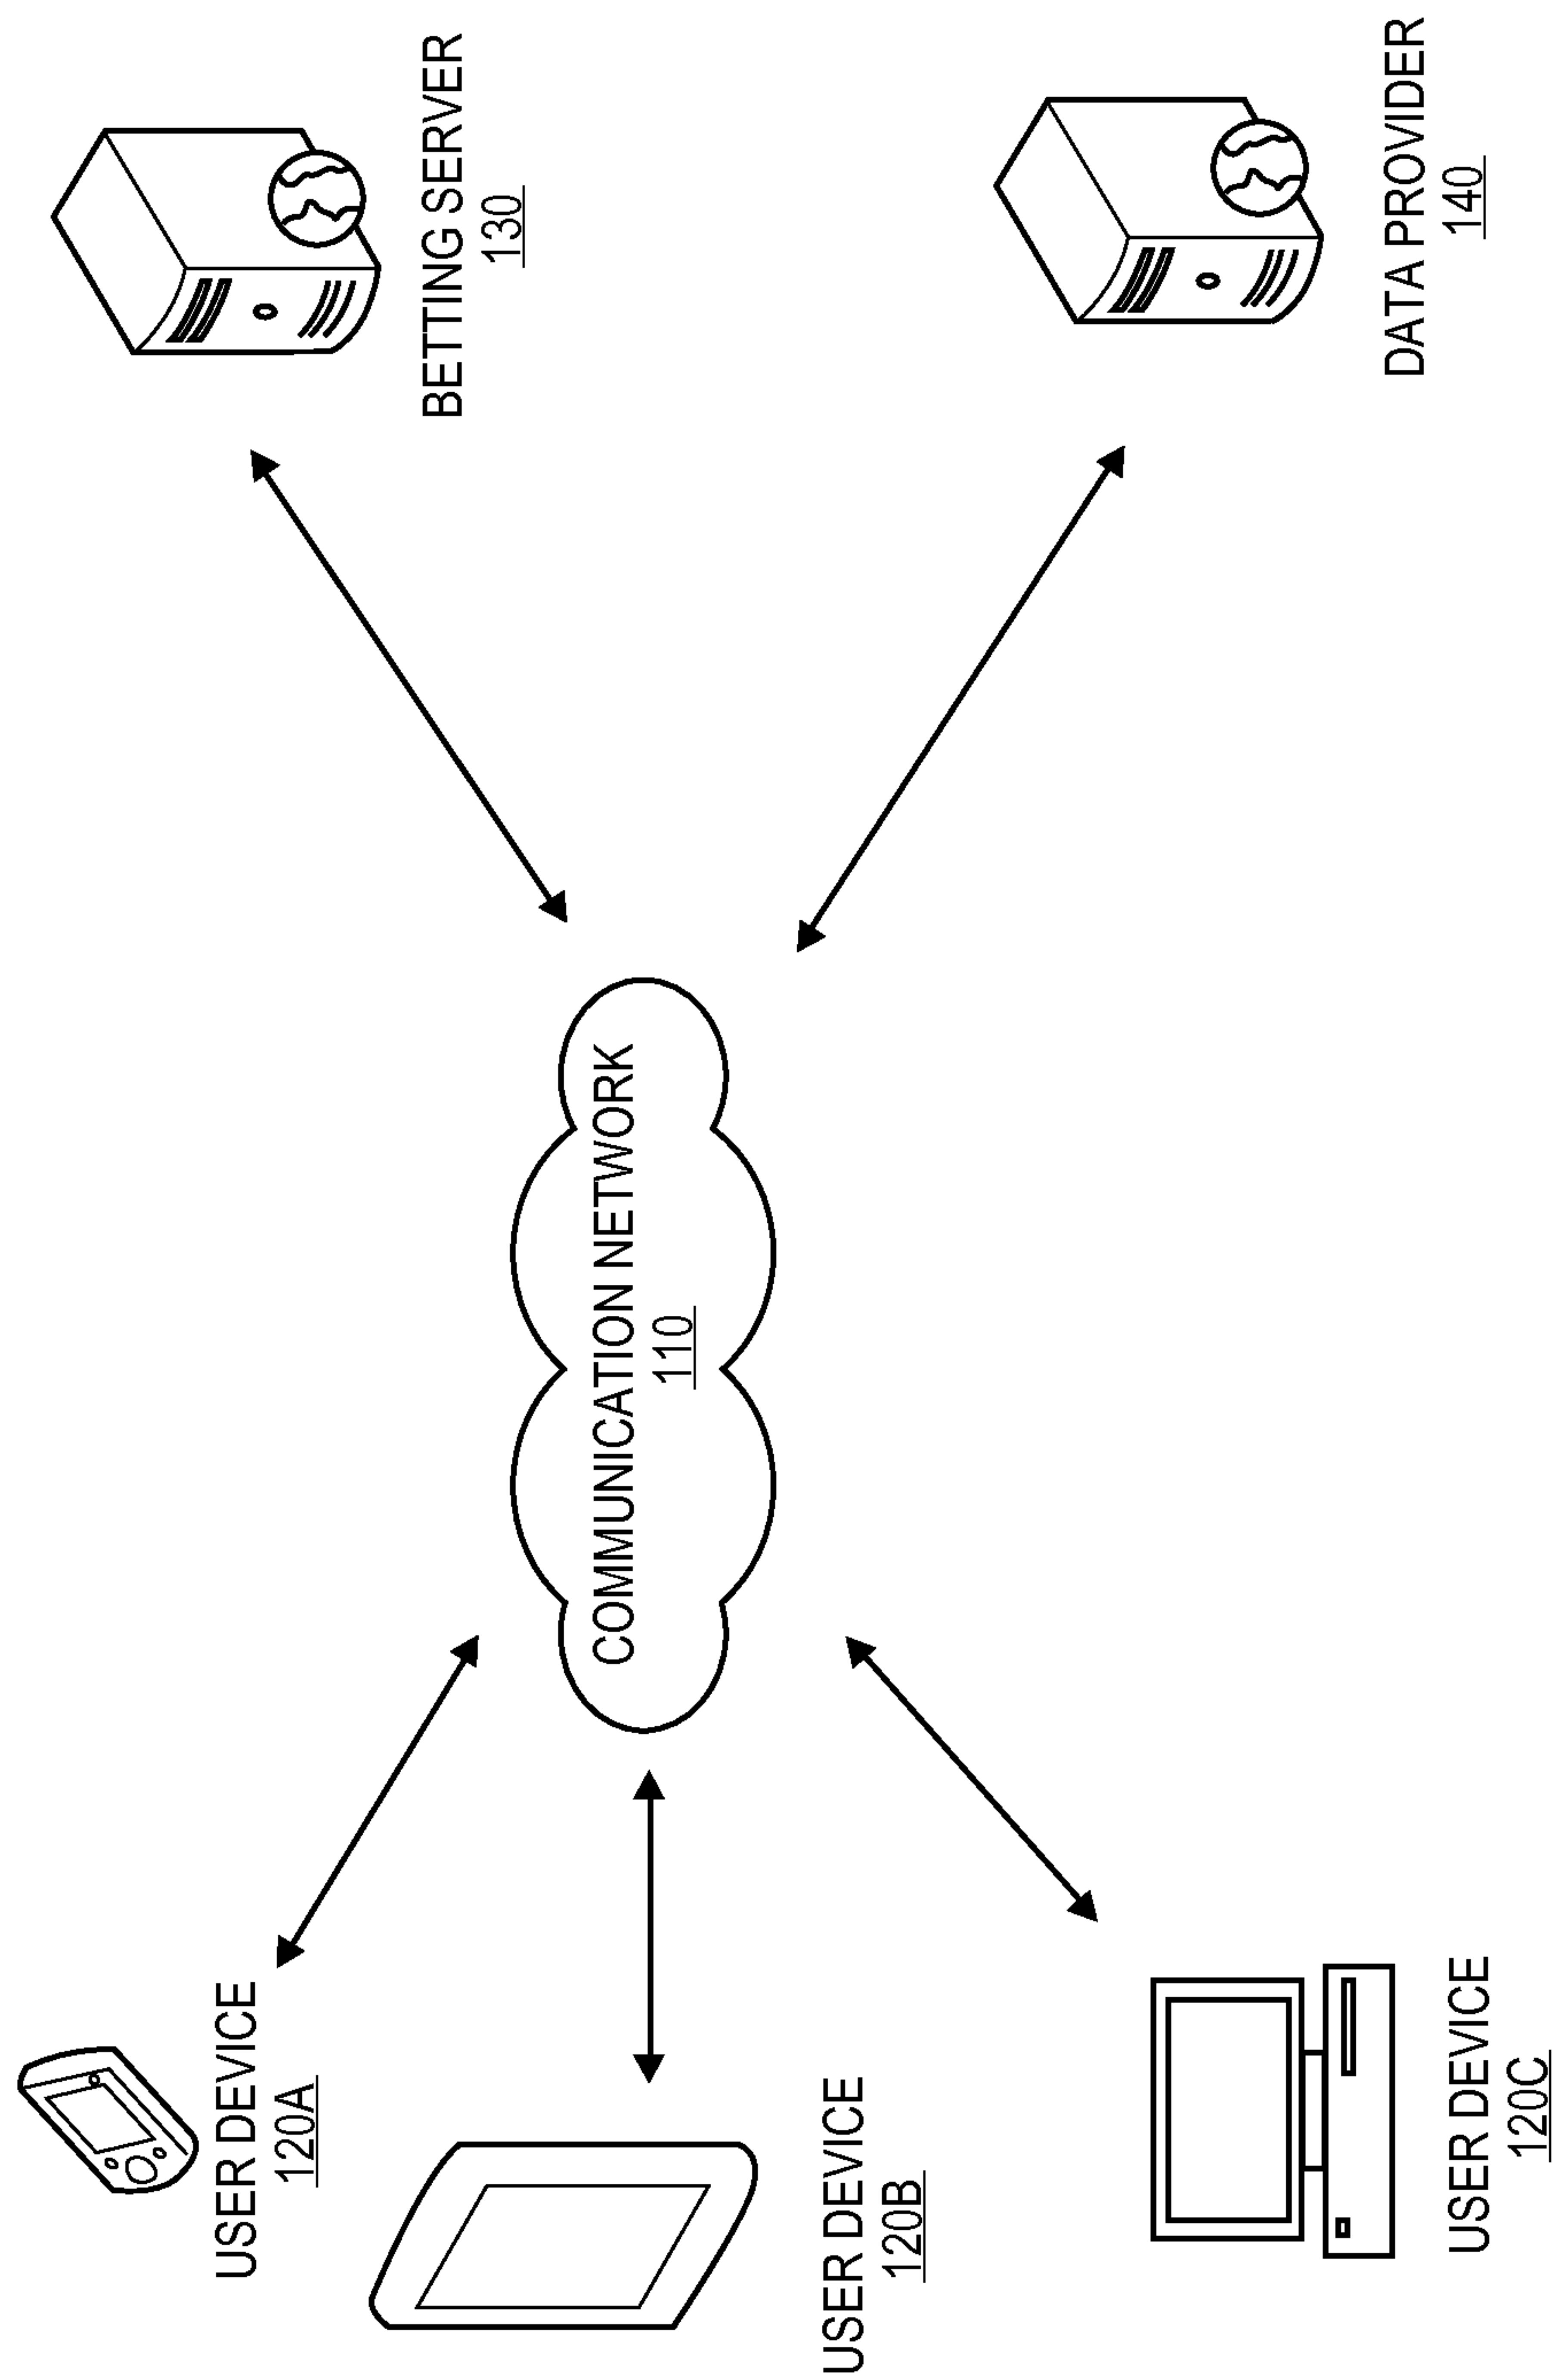 USER DEVICE
120A
USER DEVICE
120B
USER DEVICE
120C
COMMUNICATION NETWORK
110
BETTING SERVER
130
DATA PROVIDER
140